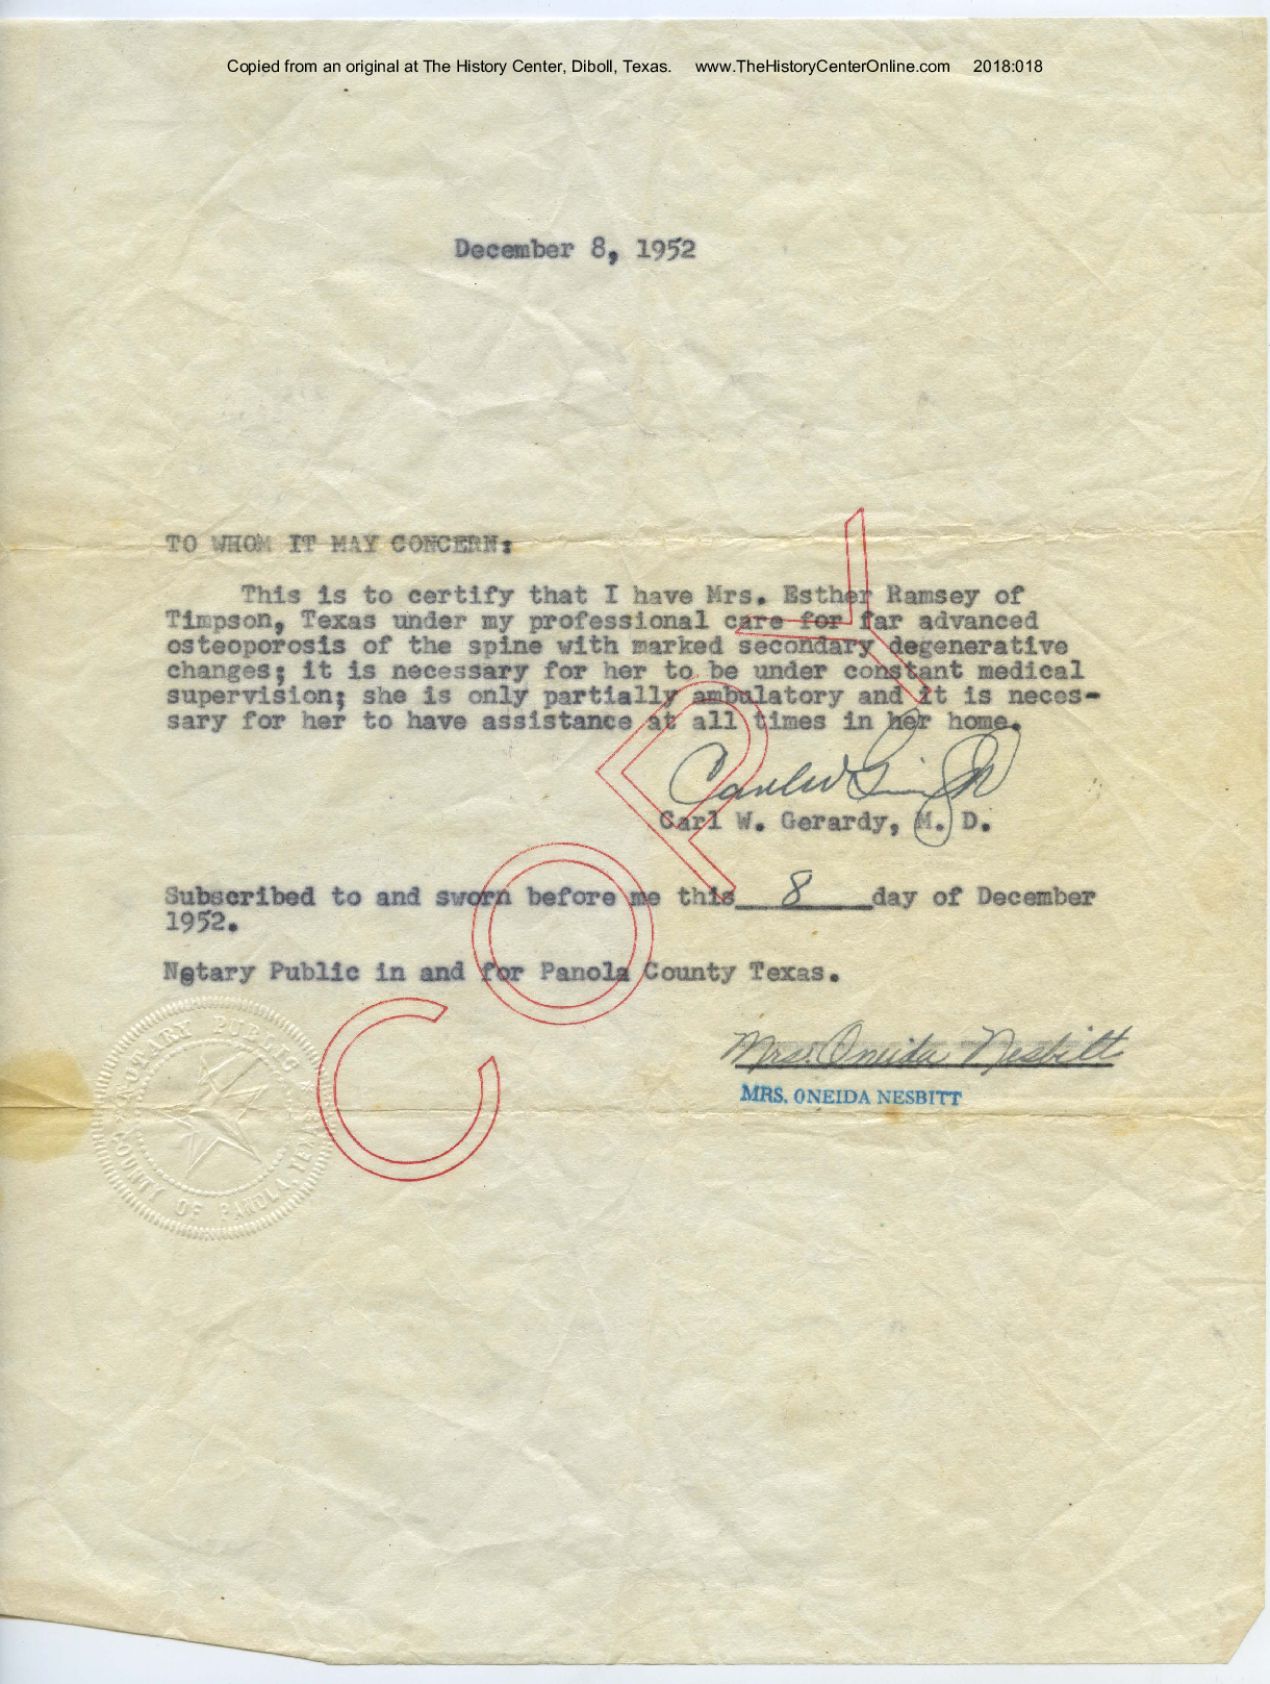 Copied from an original at The History Center, Diboll, Texas. www.TheHistoryCenterOnline.com 2018:018
December 8, 1952
TO WHOM IT MAY CONCERN:
This is to certify that I have Mrs. Esther Ramsey of
Timpson, Texas under my professional care for far advanced
osteoporosis of the spine with marked secondary degenerative
changes; it is necessary for her to be under constant medical
supervision; she is only partially ambulatory and it is neces-
sary for her to have assistance at all times in her home.
Carl W. Gerardy, M. D.
Subscribed to and sworn before me this 8 day of December
1952.
Notary Public in and for Panola County Texas.
Mrs. Oneida Nesbitt
MRS. ONEIDA NESBITT
NOTARY PUBLIC
COUNTY OF PANOLA, TEXAS
COPY